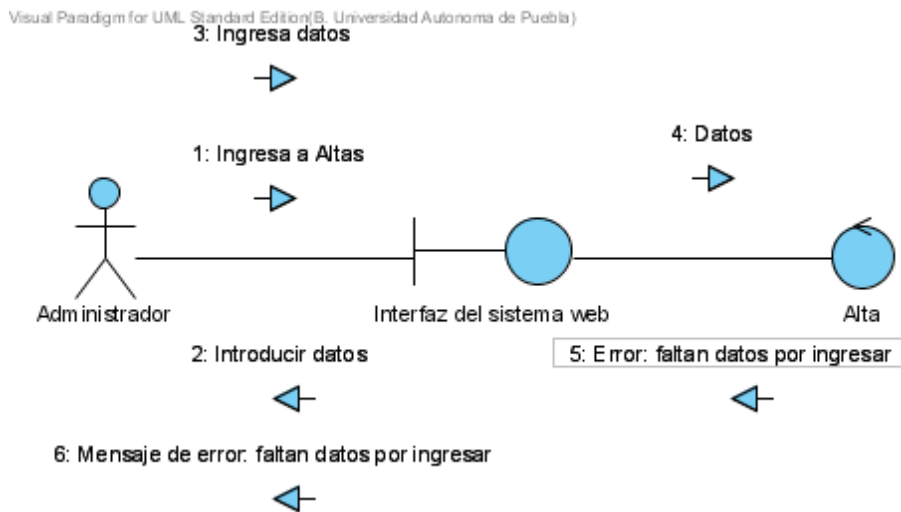 Visual Paradigm for UML Standard Edition(B. Universidad Autonoma de Puebla)
3: Ingresa datos
4: Datos
1: Ingresa a Altas
Administrador
Interfaz del sistema web
Alta
2: Introducir datos
5: Error: faltan datos por ingresar
6: Mensaje de error: faltan datos por ingresar